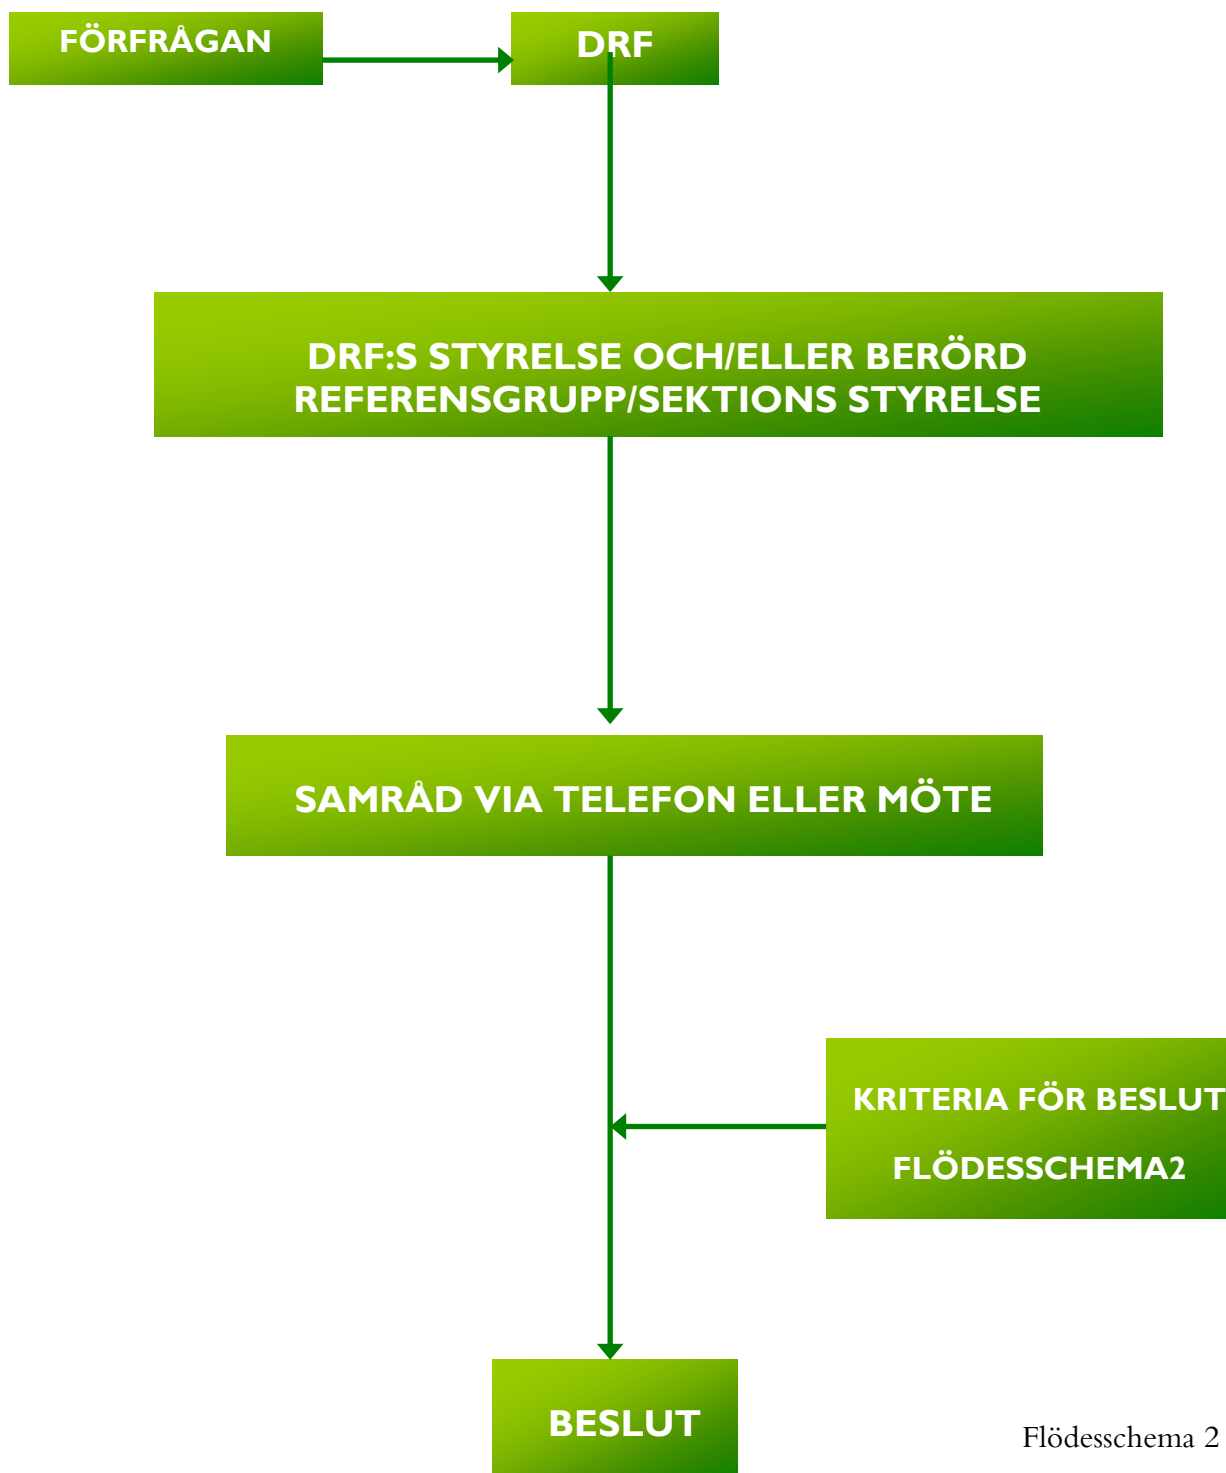 FÖRFRÅGAN
DRF
DRF:S STYRELSE OCH/ELLER BERÖRD
REFERENSGRUPP/SEKTIONS STYRELSE
SAMRÅD VIA TELEFON ELLER MÖTE
KRITERIA FÖR BESLUT
FLÖDESSCHEMA2
BESLUT
Flödesschema 2